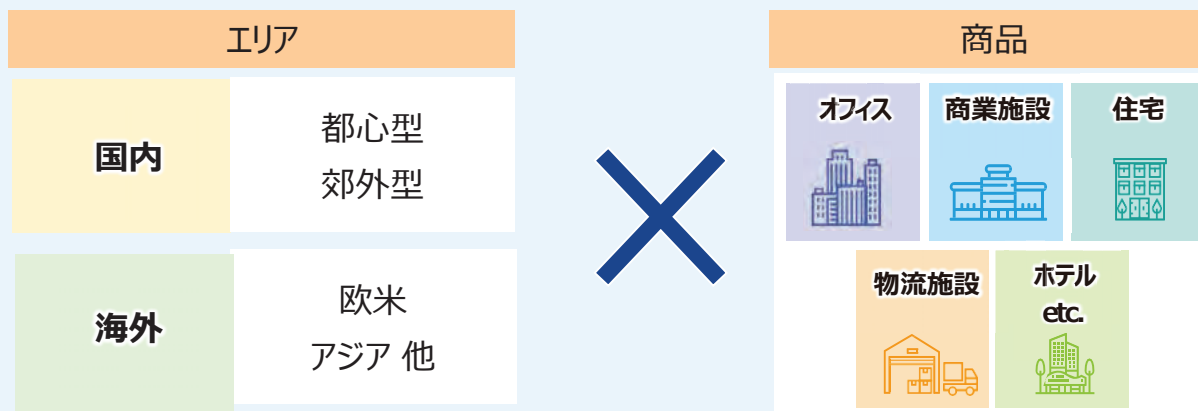 エリア
国内
都心型
郊外型
海外
欧米
アジア 他
商品
オフィス
商業施設
住宅
物流施設
ホテル
etc.